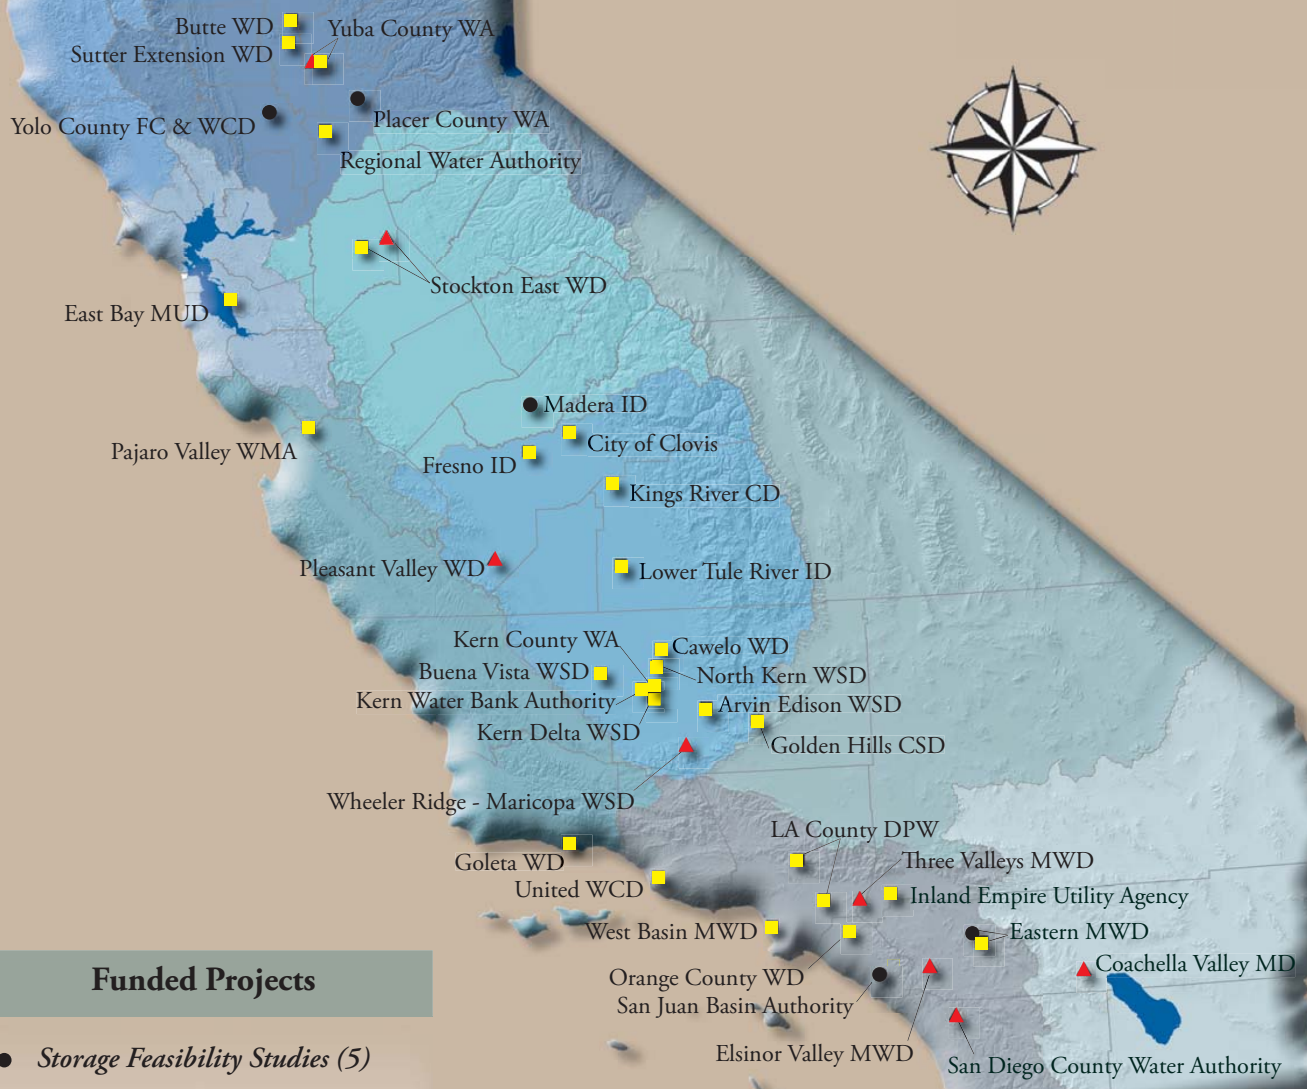 Butte WD
Yuba County WA
Sutter Extension WD
Placer County WA
Yolo County FC & WCD
Regional Water Authority
Stockton East WD
East Bay MUD
Madera ID
City of Clovis
Pajaro Valley WMA
Fresno ID
Kings River CD
Pleasant Valley WD
Lower Tule River ID
Kern County WA
Cawelo WD
Buena Vista WSD
North Kern WSD
Kern Water Bank Authority
Arvin Edison WSD
Kern Delta WSD
Golden Hills CSD
Wheeler Ridge - Maricopa WSD
LA County DPW
Goleta WD
Three Valleys MWD
United WCD
Inland Empire Utility Agency
West Basin MWD
Eastern MWD
Coachella Valley MD
Orange County WD
San Juan Basin Authority
Elsinor Valley MWD
San Diego County Water Authority
Funded Projects
Storage Feasibility Studies (5)